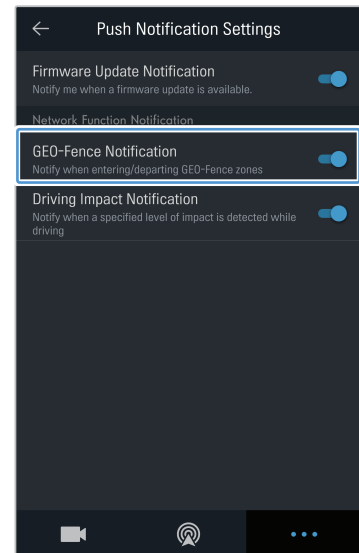 Push Notification Settings
Firmware Update Notification
Notify me when a firmware update is available.
Network Function Notification
GEO-Fence Notification
Notify when entering/departing GEO-Fence zones
Driving Impact Notification
Notify when a specified level of impact is detected while
driving